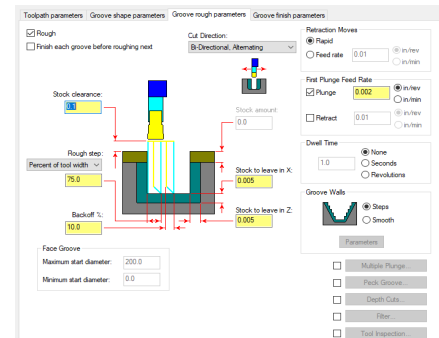 Toolpath parameters Groove shape parameters Groove rough parameters Groove finish parameters
Rough
Finish each groove before roughing next
Cut Direction:
Bi-Directional, Alternating
Stock clearance:
0.1
Stock amount:
0.0
Rough step:
Percent of tool width
75.0
Stock to leave in X:
0.005
Backoff %:
10.0
Stock to leave in Z:
0.005
Face Groove
Maximum start diameter: 200.0
Minimum start diameter: 0.0
Retraction Moves
Rapid
Feed rate 0.01 in/rev
in/min
First Plunge Feed Rate
Plunge 0.002 in/rev
in/min
Retract 0.01 in/rev
in/min
Dwell Time
None
1.0 Seconds
Revolutions
Groove Walls
Steps
Smooth
Parameters
Multiple Plunge...
Peck Groove...
Depth Cuts...
Filter...
Tool Inspection...